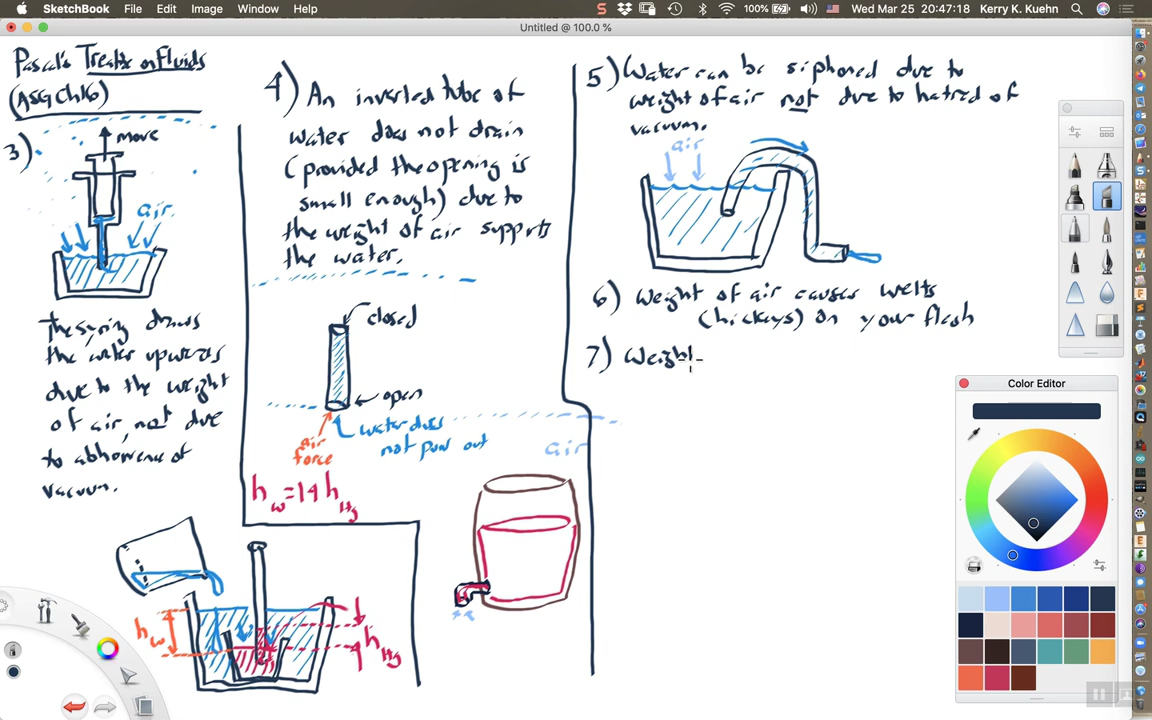 SketchBook File Edit Image Window Help
100% Wed Mar 25 20:47:18 Kerry K. Kuehn
Untitled @ 100.0 %
Pascal's Treatise on Fluids
(ASG Ch16)
3)
move
air
The syring draws
the water upwards
due to the weight
of air, not due
to abhorrence of
vacuum.
4) An inverted tube of
water does not drain
(provided the opening is
small enough) due to
the weight of air supports
the water.
closed
open
air
force
water does
not pour out
h w = 14 h Hg
h w
h Hg
air
5) Water can be siphoned due to
weight of air not due to hatred of
vacuum.
air
6) Weight of air causes welts
(hickeys) on your flesh
7) Weight
Color Editor